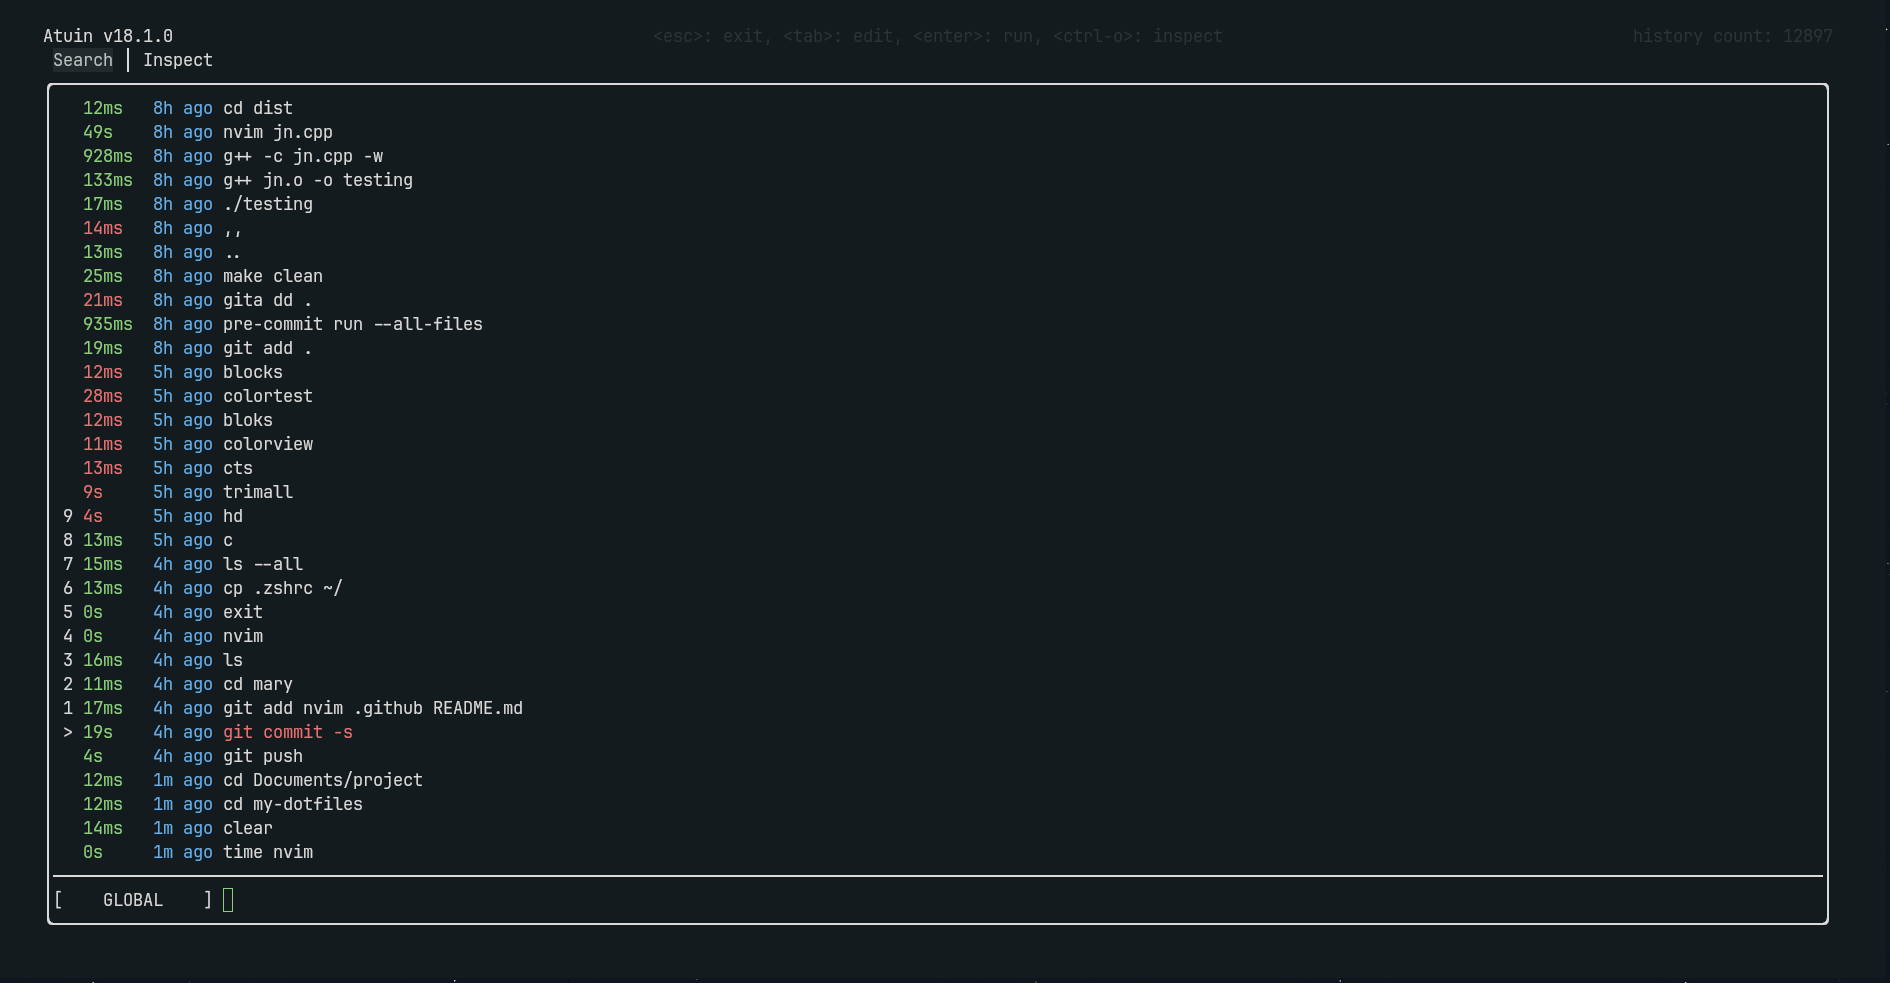 Atuin v18.1.0 <esc>: exit, <tab>: edit, <enter>: run, <ctrl-o>: inspect history count: 12897
Search | Inspect
12ms 8h ago cd dist
49s 8h ago nvim jn.cpp
928ms 8h ago g++ -c jn.cpp -w
133ms 8h ago g++ jn.o -o testing
17ms 8h ago ./testing
14ms 8h ago ,,
13ms 8h ago ..
25ms 8h ago make clean
21ms 8h ago gita dd .
935ms 8h ago pre-commit run --all-files
19ms 8h ago git add .
12ms 5h ago blocks
28ms 5h ago colortest
12ms 5h ago bloks
11ms 5h ago colorview
13ms 5h ago cts
9s 5h ago trimall
9 4s 5h ago hd
8 13ms 5h ago c
7 15ms 4h ago ls --all
6 13ms 4h ago cp .zshrc ~/
5 0s 4h ago exit
4 0s 4h ago nvim
3 16ms 4h ago ls
2 11ms 4h ago cd mary
1 17ms 4h ago git add nvim .github README.md
> 19s 4h ago git commit -s
4s 4h ago git push
12ms 1m ago cd Documents/project
12ms 1m ago cd my-dotfiles
14ms 1m ago clear
0s 1m ago time nvim
[ GLOBAL ]